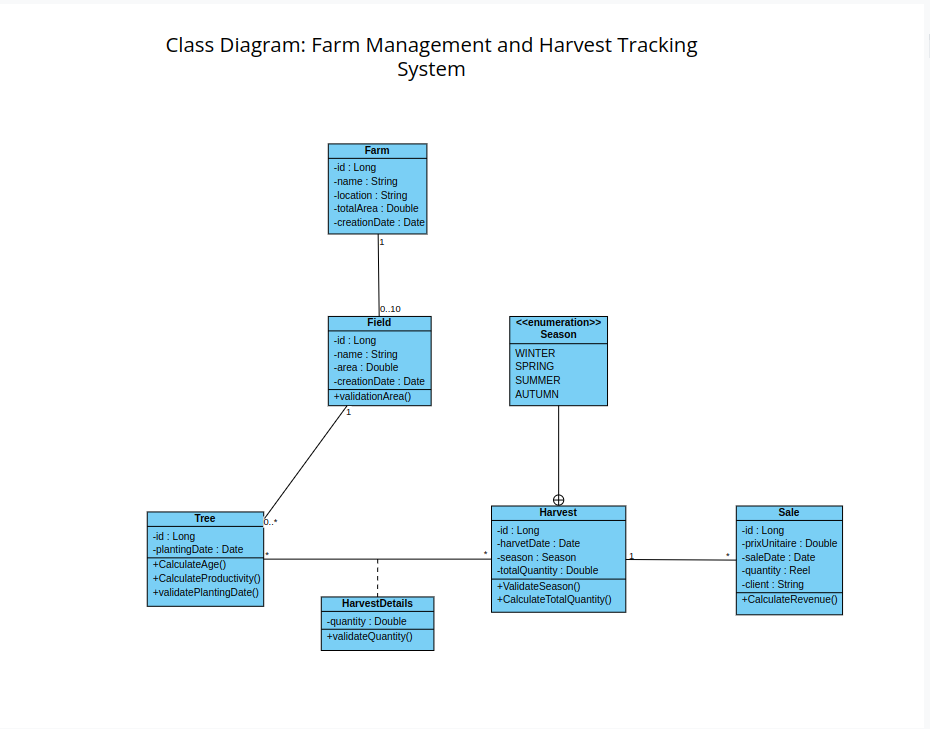 Class Diagram: Farm Management and Harvest Tracking
System
Farm
-id : Long
-name : String
-location : String
-totalArea : Double
-creationDate : Date
1
0..10
Field
-id : Long
-name : String
-area : Double
-creationDate : Date
+validationArea()
1
<<enumeration>>
Season
WINTER
SPRING
SUMMER
AUTUMN
0..*
Tree
-id : Long
-plantingDate : Date
+CalculateAge()
+CalculateProductivity()
+validatePlantingDate()
*
*
HarvestDetails
-quantity : Double
+validateQuantity()
Harvest
-id : Long
-harvetDate : Date
-season : Season
-totalQuantity : Double
+ValidateSeason()
+CalculateTotalQuantity()
1
*
Sale
-id : Long
-prixUnitaire : Double
-saleDate : Date
-quantity : Reel
-client : String
+CalculateRevenue()